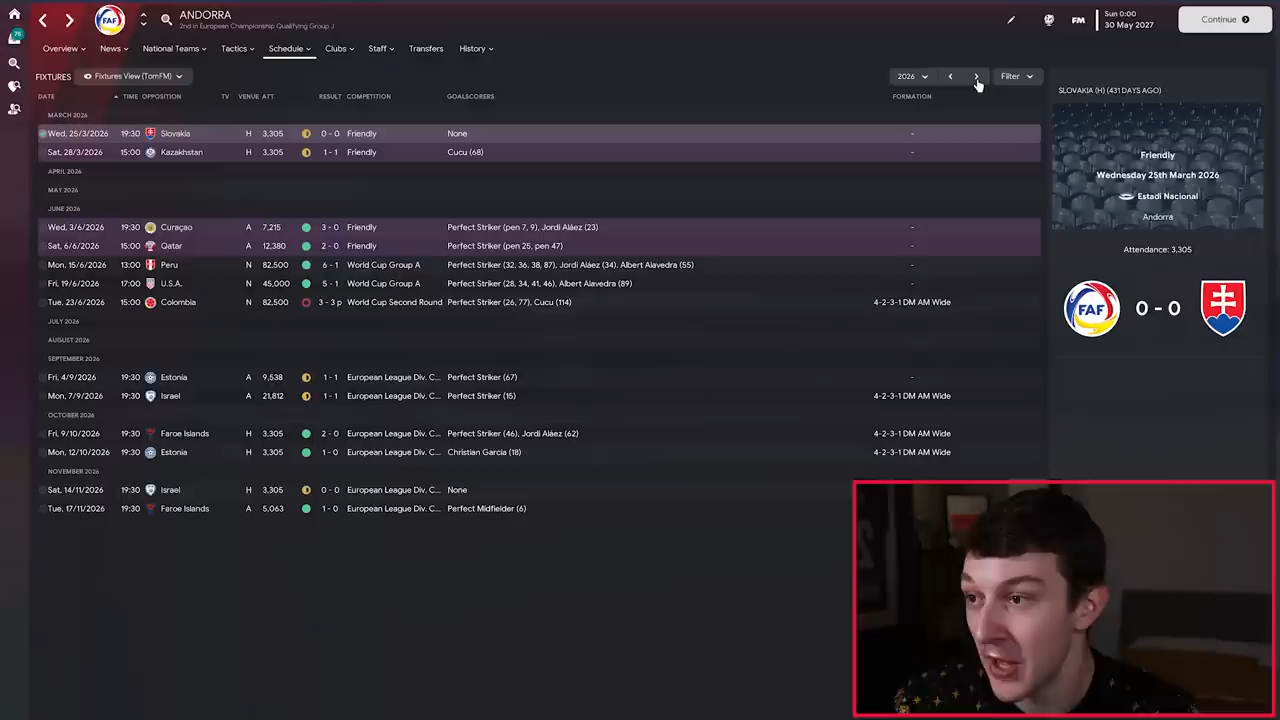 ANDORRA
2nd in European Championship Qualifying Group J
FM
Sun 0:00
30 May 2027
Continue
75
Overview
News
National Teams
Tactics
Schedule
Clubs
Staff
Transfers
History
FIXTURES
Fixtures View (TomFM)
2026
Filter
DATE TIME OPPOSITION TV VENUE ATT RESULT COMPETITION GOALSCORERS FORMATION
MARCH 2026
Wed, 25/3/2026 19:30 Slovakia H 3,305 0 - 0 Friendly None -
Sat, 28/3/2026 15:00 Kazakhstan H 3,305 1 - 1 Friendly Cucu (68) -
APRIL 2026
MAY 2026
JUNE 2026
Wed, 3/6/2026 19:30 Curaçao A 7,215 3 - 0 Friendly Perfect Striker (pen 7, 9), Jordi Aláez (23) -
Sat, 6/6/2026 15:00 Qatar A 12,380 2 - 0 Friendly Perfect Striker (pen 25, pen 47) -
Mon, 15/6/2026 13:00 Peru N 82,500 6 - 1 World Cup Group A Perfect Striker (32, 36, 38, 87), Jordi Aláez (34), Albert Alavedra (55) -
Fri, 19/6/2026 17:00 U.S.A. N 45,000 5 - 1 World Cup Group A Perfect Striker (28, 34, 41, 46), Albert Alavedra (89) -
Tue, 23/6/2026 15:00 Colombia N 82,500 3 - 3 p World Cup Second Round Perfect Striker (26, 77), Cucu (114) 4-2-3-1 DM AM Wide
JULY 2026
AUGUST 2026
SEPTEMBER 2026
Fri, 4/9/2026 19:30 Estonia A 9,538 1 - 1 European League Div. C... Perfect Striker (67) -
Mon, 7/9/2026 19:30 Israel A 21,812 1 - 1 European League Div. C... Perfect Striker (15) 4-2-3-1 DM AM Wide
OCTOBER 2026
Fri, 9/10/2026 19:30 Faroe Islands H 3,305 2 - 0 European League Div. C... Perfect Striker (46), Jordi Aláez (62) 4-2-3-1 DM AM Wide
Mon, 12/10/2026 19:30 Estonia H 3,305 1 - 0 European League Div. C... Christian García (18) 4-2-3-1 DM AM Wide
NOVEMBER 2026
Sat, 14/11/2026 19:30 Israel H 3,305 0 - 0 European League Div. C... None
Tue, 17/11/2026 19:30 Faroe Islands A 5,063 1 - 0 European League Div. C... Perfect Midfielder (6)
SLOVAKIA (H) (431 DAYS AGO)
Friendly
Wednesday 25th March 2026
Estadi Nacional
Andorra
Attendance: 3,305
FAF
0 - 0